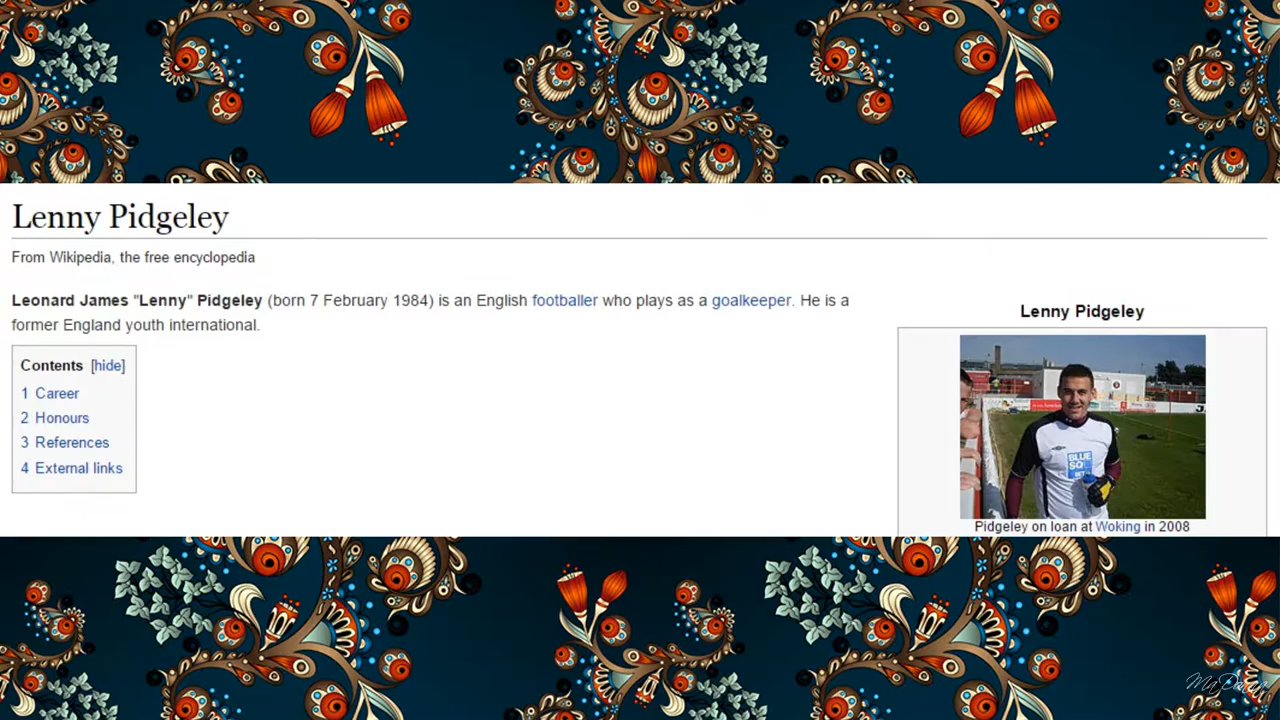 Lenny Pidgeley
From Wikipedia, the free encyclopedia
Leonard James "Lenny" Pidgeley (born 7 February 1984) is an English footballer who plays as a goalkeeper. He is a
former England youth international.
Contents [hide]
1 Career
2 Honours
3 References
4 External links
Lenny Pidgeley
BLUE
SQ
Pidgeley on loan at Woking in 2008